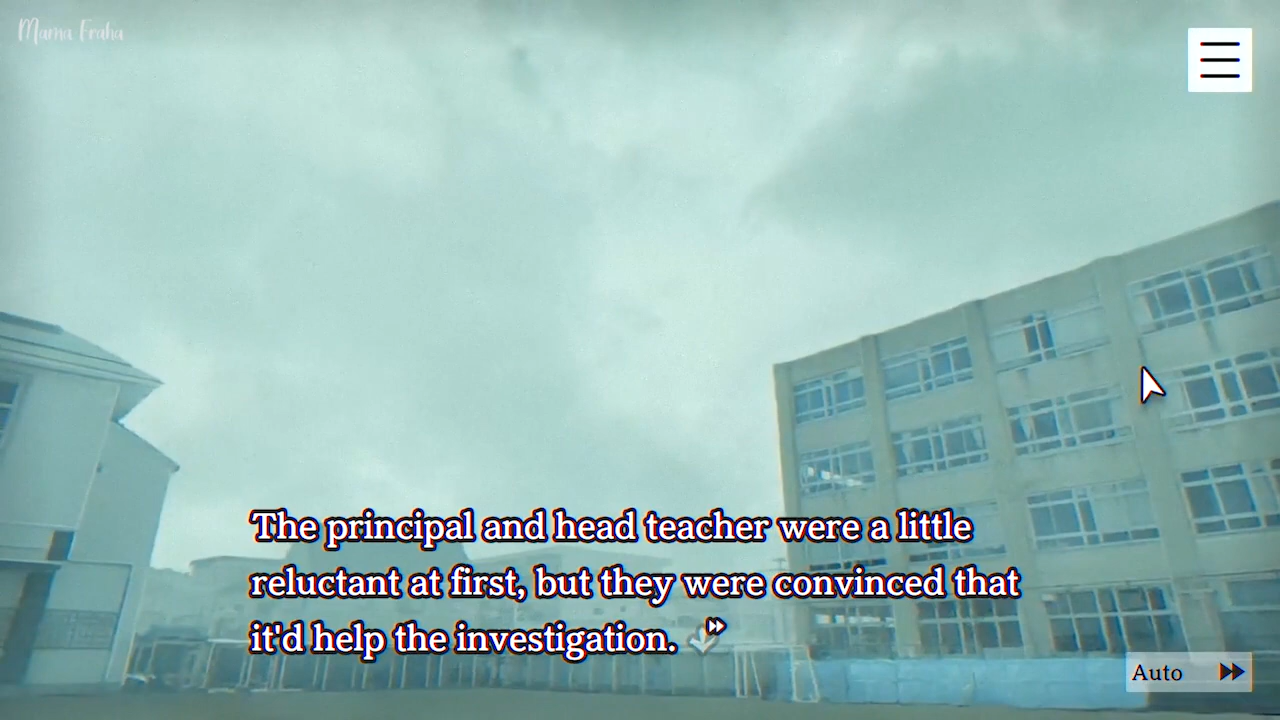 Mama Eraha
The principal and head teacher were a little
reluctant at first, but they were convinced that
it'd help the investigation.
Auto